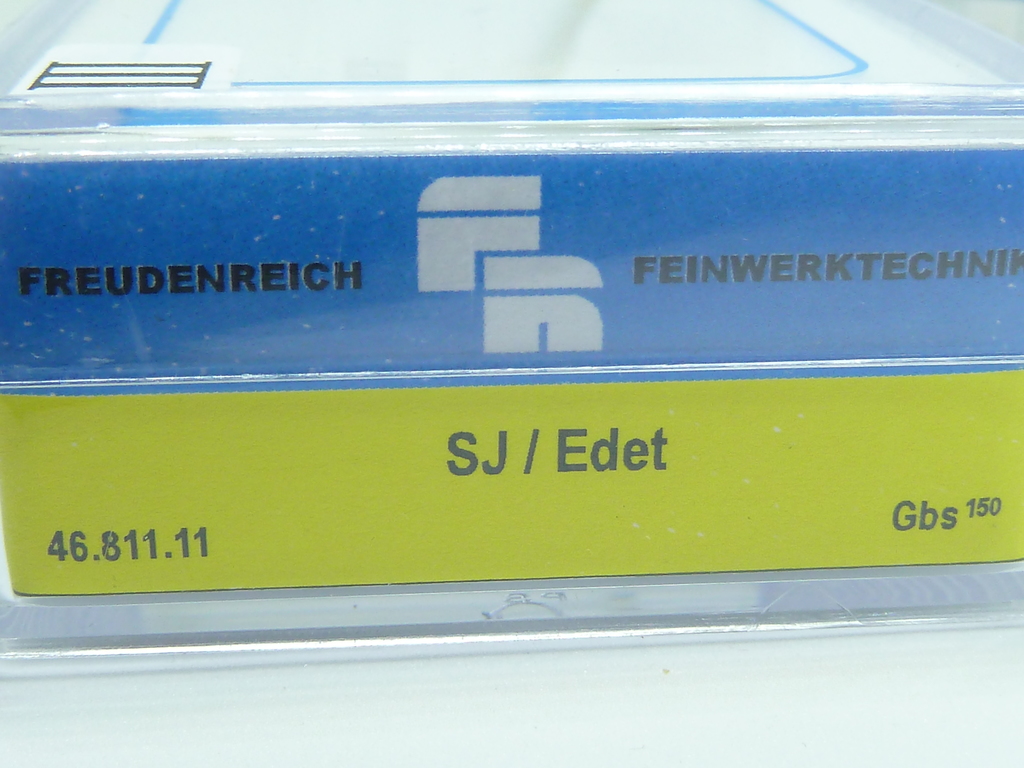 FREUDENREICH FEINWERKTECHNIK
SJ / Edet
46.811.11
Gbs 150